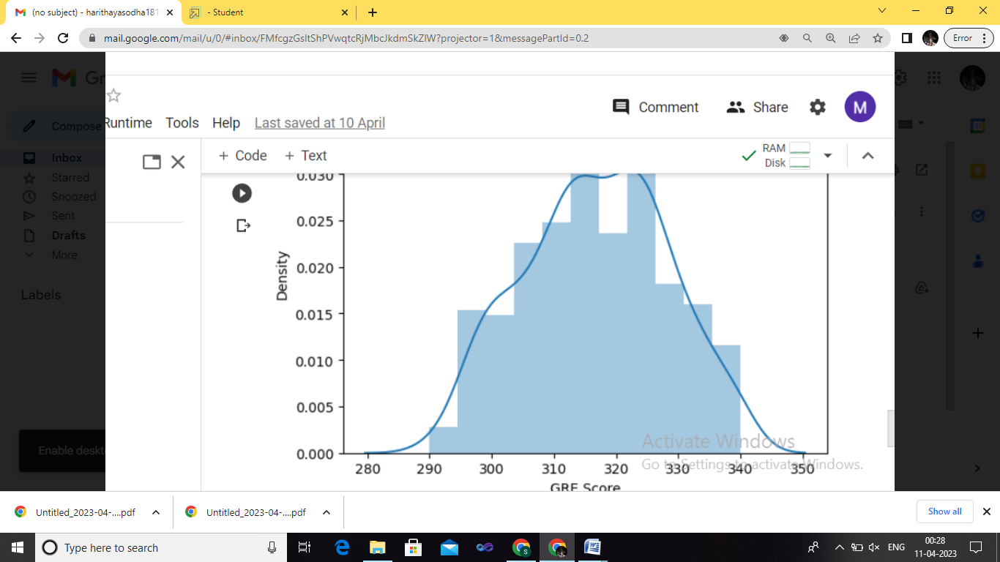 (no subject) - harithayasodha181
- Student
mail.google.com/mail/u/0/#inbox/FMfcgzGsltShPVwqtcRjMbcJkdmSkZlW?projector=1&messagePartId=0.2
Error
Compose
Inbox
Starred
Snoozed
Sent
Drafts
More
Labels
Enable deskt
Runtime Tools Help Last saved at 10 April
Comment Share M
+ Code + Text
RAM
Disk
0.030
0.025
0.020
0.015
0.010
0.005
0.000
Density
280 290 300 310 320 330 340 350
GRE Score
Activate Windows
Go to Settings to activate Windows.
Untitled_2023-04-....pdf
Untitled_2023-04-....pdf
Show all
Type here to search
ENG
00:28
11-04-2023